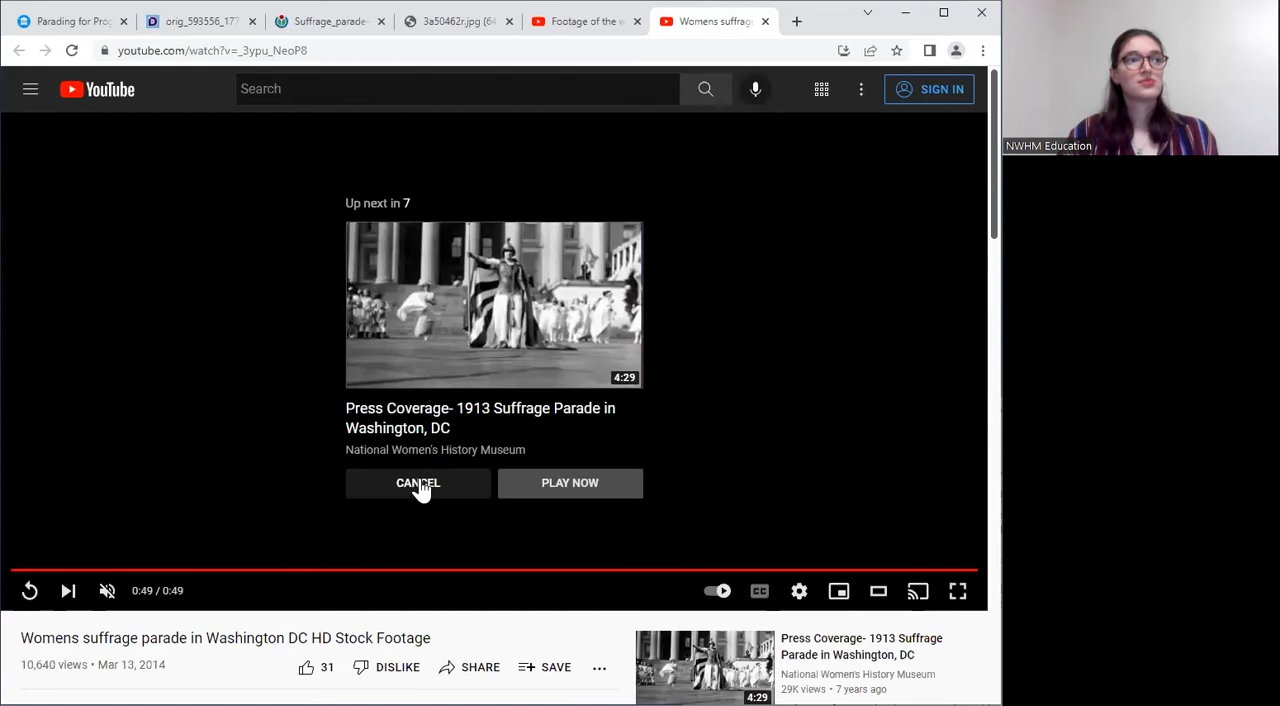 Parading for Prog
orig_593556_177
Suffrage_parade-
3a50462r.jpg (64
Footage of the w
Womens suffrag
youtube.com/watch?v=_3ypu_NeoP8
YouTube
Search
SIGN IN
NWHM Education
Up next in 7
4:29
Press Coverage- 1913 Suffrage Parade in
Washington, DC
National Women's History Museum
CANCEL
PLAY NOW
0:49 / 0:49
CC
Womens suffrage parade in Washington DC HD Stock Footage
10,640 views • Mar 13, 2014
31
DISLIKE
SHARE
SAVE
4:29
Press Coverage- 1913 Suffrage
Parade in Washington, DC
National Women's History Museum
29K views • 7 years ago